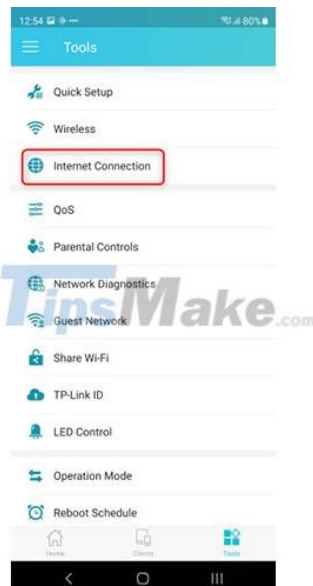 12:54
80%
Tools
Quick Setup
Wireless
Internet Connection
QoS
Parental Controls
Network Diagnostics
TipsMake.com
Guest Network
Share Wi-Fi
TP-Link ID
LED Control
Operation Mode
Reboot Schedule
Home
Clients
Tools